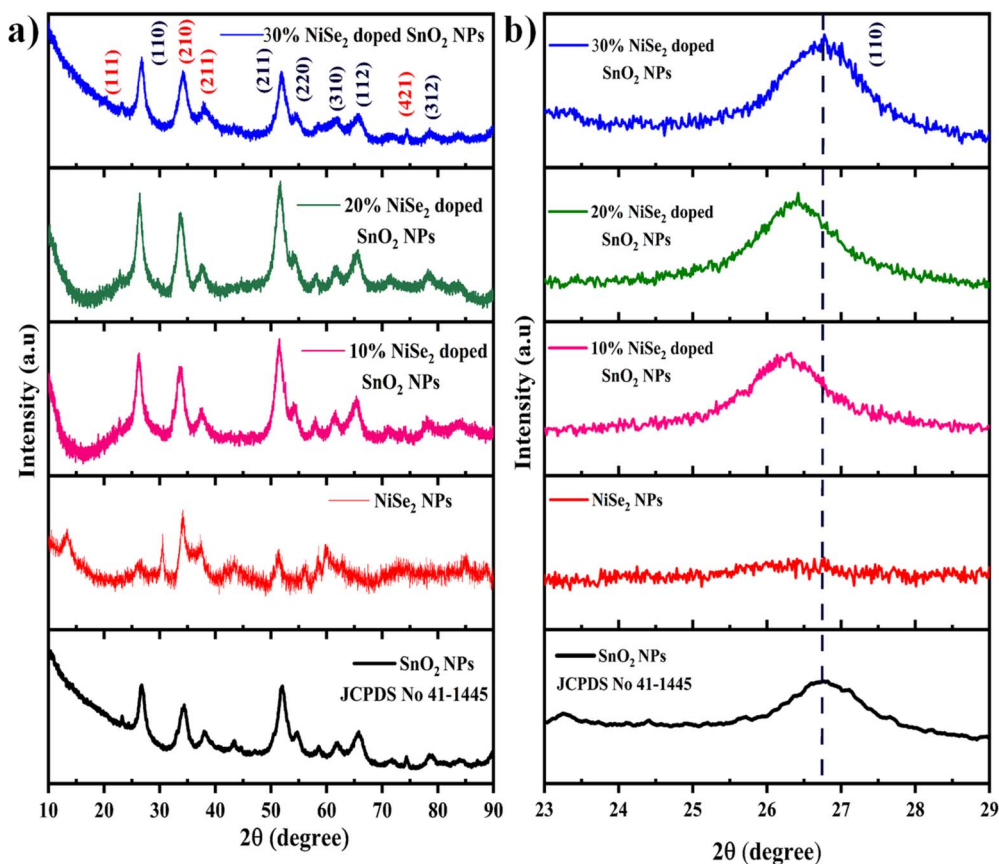 a)
30% NiSe₂ doped SnO₂ NPs
(111)
(110)
(210)
(211)
(211)
(220)
(310)
(112)
(421)
(312)
20% NiSe₂ doped
SnO₂ NPs
10% NiSe₂ doped
SnO₂ NPs
NiSe₂ NPs
SnO₂ NPs
JCPDS No 41-1445
Intensity (a.u)
10 20 30 40 50 60 70 80 90
2θ (degree)
b)
30% NiSe₂ doped
SnO₂ NPs
(110)
20% NiSe₂ doped
SnO₂ NPs
10% NiSe₂ doped
SnO₂ NPs
NiSe₂ NPs
SnO₂ NPs
JCPDS No 41-1445
Intensity (a.u)
23 24 25 26 27 28 29
2θ (degree)